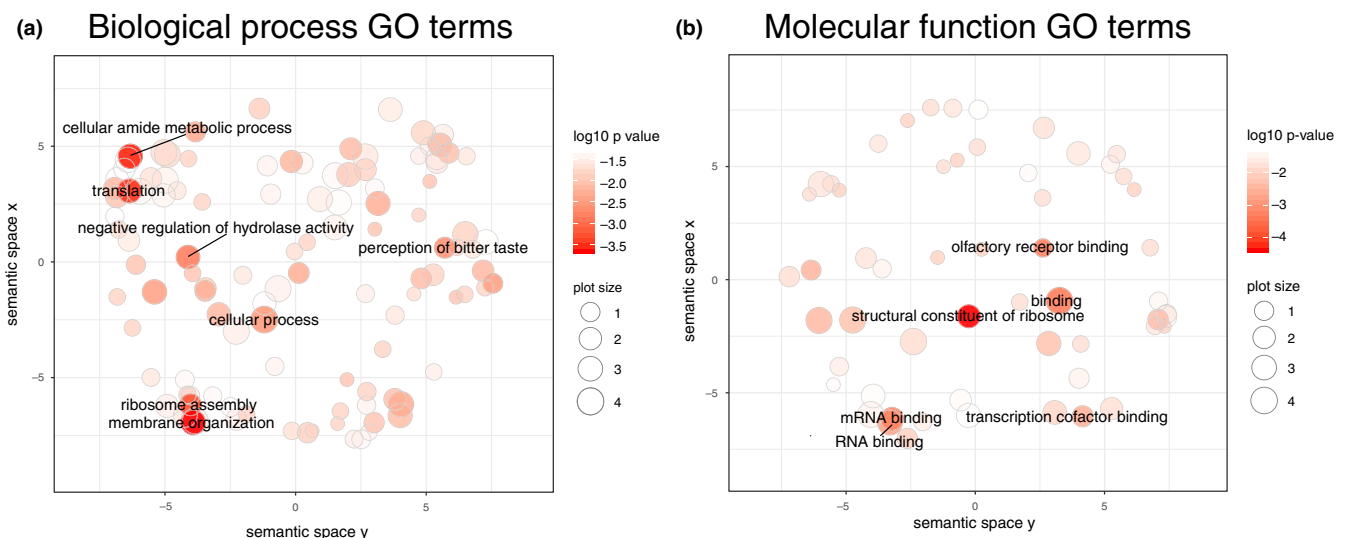 (a) Biological process GO terms
cellular amide metabolic process
translation
negative regulation of hydrolase activity
perception of bitter taste
cellular process
ribosome assembly
membrane organization
5
0
−5
−5
0
5
semantic space x
semantic space y
log10 p value
−1.5
−2.0
−2.5
−3.0
−3.5
plot size
1
2
3
4
(b) Molecular function GO terms
olfactory receptor binding
binding
structural constituent of ribosome
mRNA binding
transcription cofactor binding
RNA binding
5
0
−5
−5
0
5
semantic space x
semantic space y
log10 p-value
−2
−3
−4
plot size
1
2
3
4